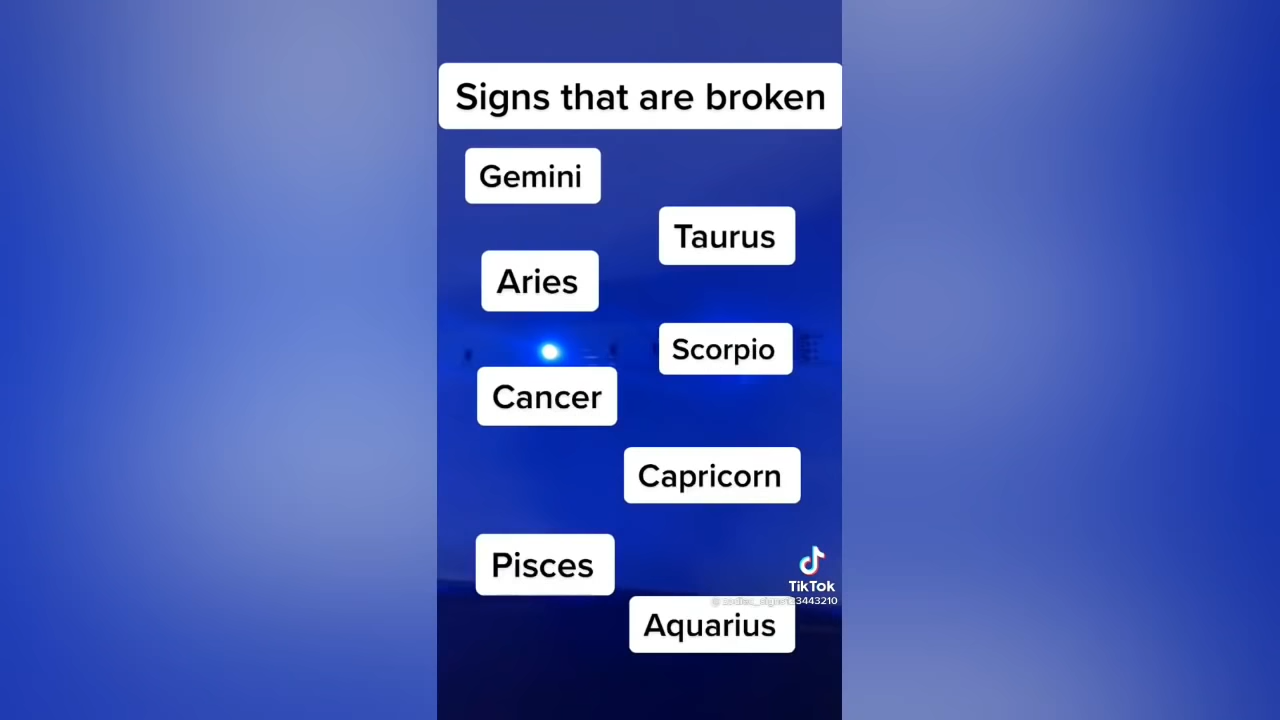 Signs that are broken
Gemini
Taurus
Aries
Scorpio
Cancer
Capricorn
Pisces
TikTok
Aquarius